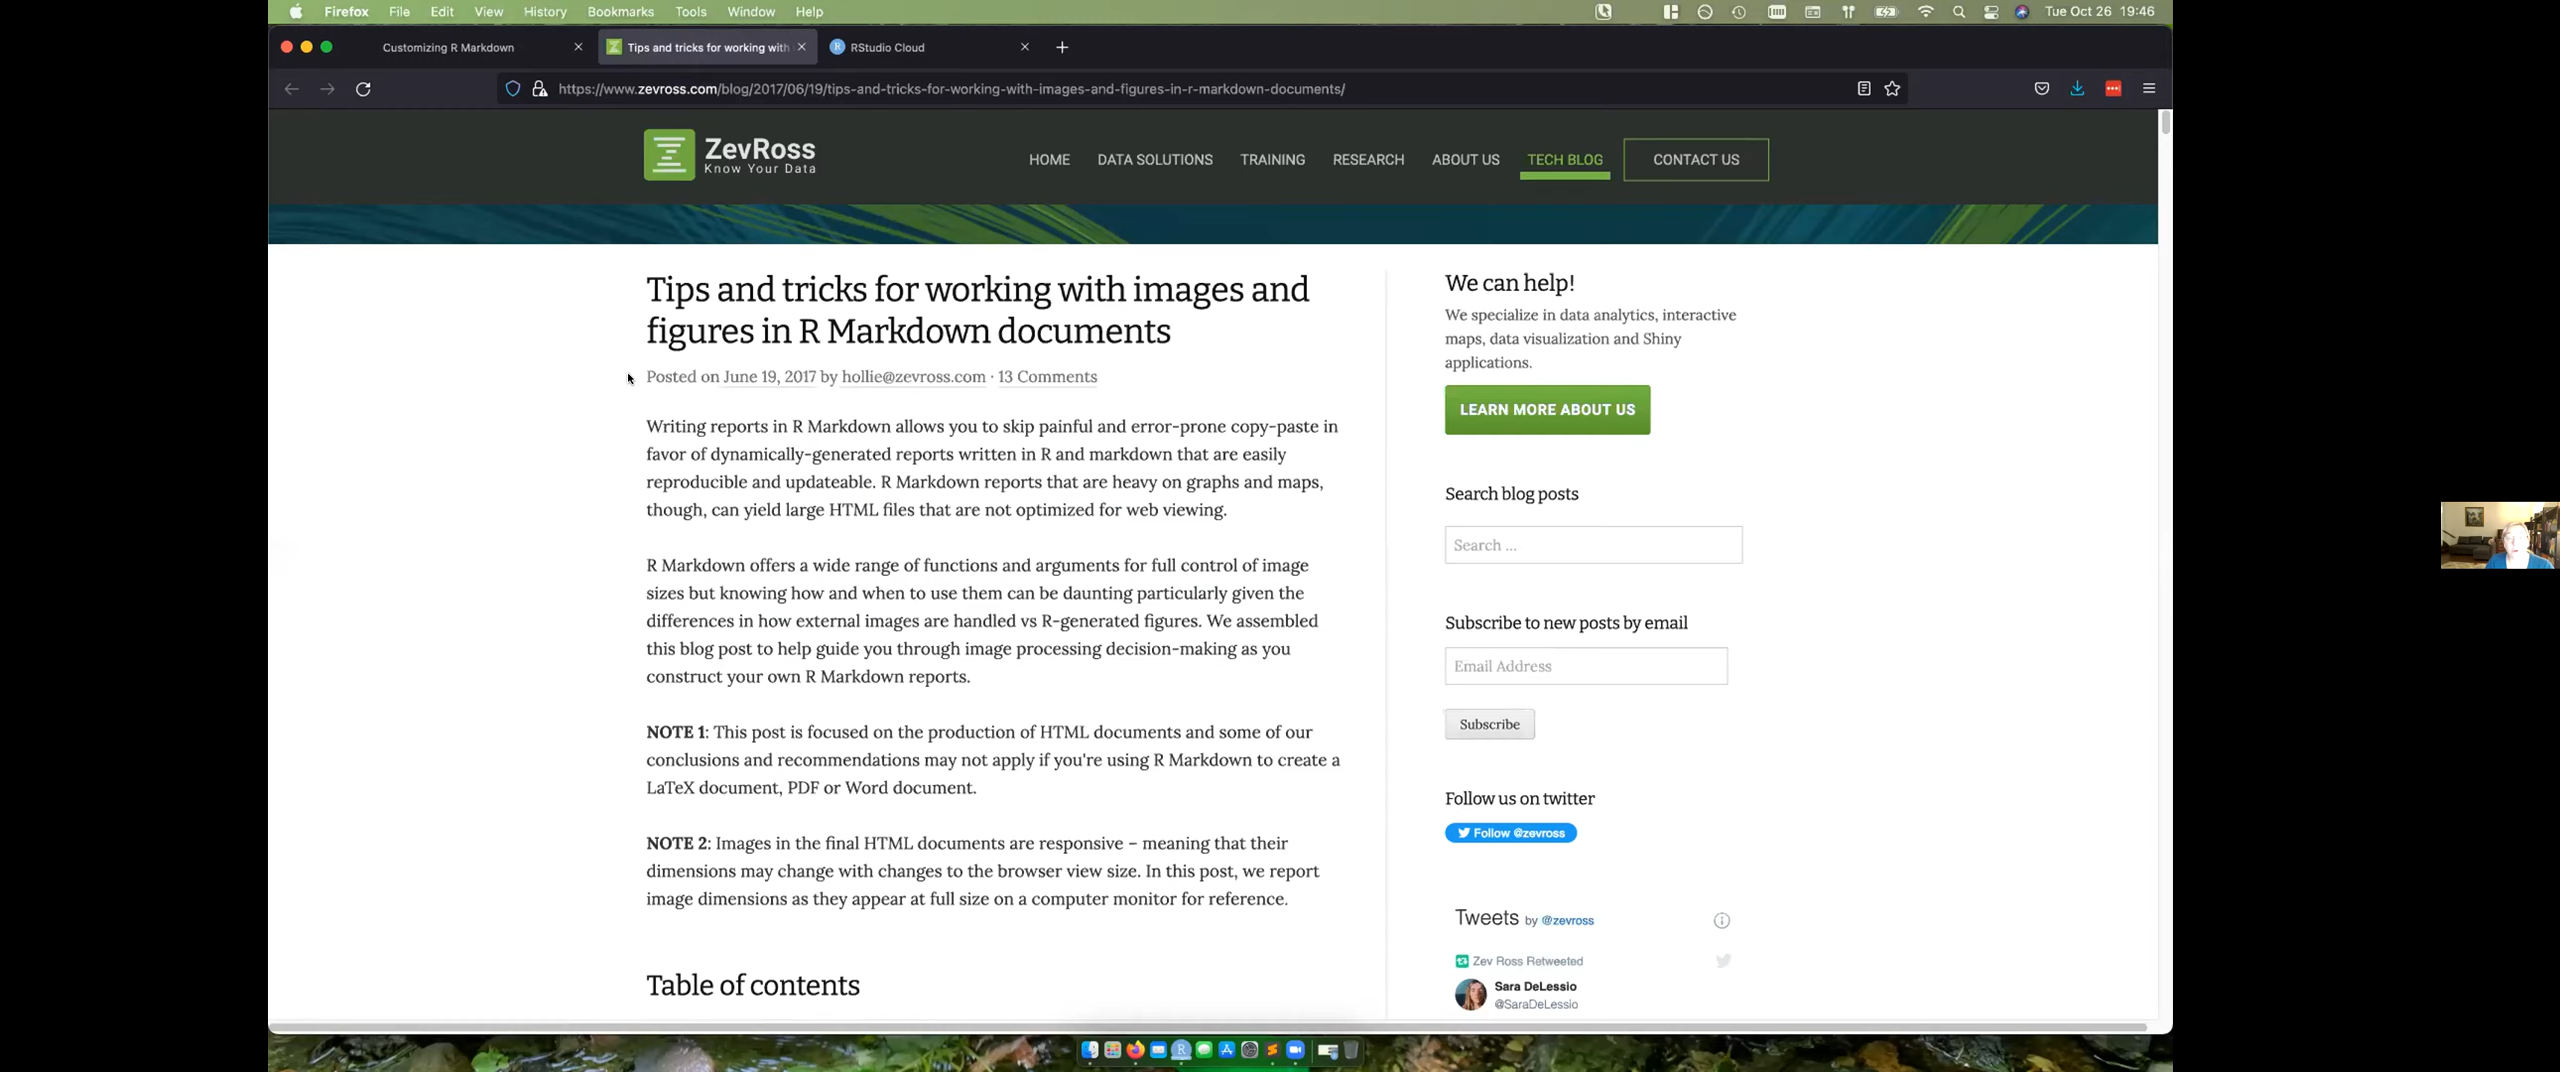 Firefox File Edit View History Bookmarks Tools Window Help Tue Oct 26 19:46
Customizing R Markdown
Tips and tricks for working with
RStudio Cloud
https://www.zevross.com/blog/2017/06/19/tips-and-tricks-for-working-with-images-and-figures-in-r-markdown-documents/
ZevRoss
Know Your Data
HOME DATA SOLUTIONS TRAINING RESEARCH ABOUT US TECH BLOG CONTACT US
Tips and tricks for working with images and
figures in R Markdown documents
Posted on June 19, 2017 by hollie@zevross.com · 13 Comments
Writing reports in R Markdown allows you to skip painful and error-prone copy-paste in
favor of dynamically-generated reports written in R and markdown that are easily
reproducible and updateable. R Markdown reports that are heavy on graphs and maps,
though, can yield large HTML files that are not optimized for web viewing.
R Markdown offers a wide range of functions and arguments for full control of image
sizes but knowing how and when to use them can be daunting particularly given the
differences in how external images are handled vs R-generated figures. We assembled
this blog post to help guide you through image processing decision-making as you
construct your own R Markdown reports.
NOTE 1: This post is focused on the production of HTML documents and some of our
conclusions and recommendations may not apply if you're using R Markdown to create a
LaTeX document, PDF or Word document.
NOTE 2: Images in the final HTML documents are responsive – meaning that their
dimensions may change with changes to the browser view size. In this post, we report
image dimensions as they appear at full size on a computer monitor for reference.
Table of contents
We can help!
We specialize in data analytics, interactive
maps, data visualization and Shiny
applications.
LEARN MORE ABOUT US
Search blog posts
Search ...
Subscribe to new posts by email
Email Address
Subscribe
Follow us on twitter
Follow @zevross
Tweets by @zevross
Zev Ross Retweeted
Sara DeLessio
@SaraDeLessio